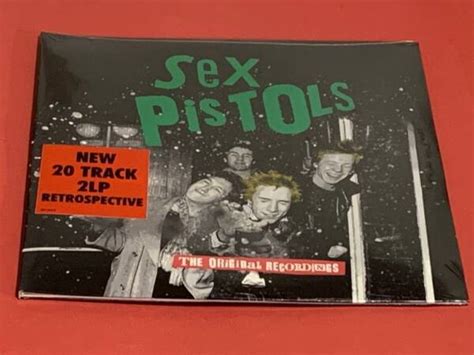 Sex
PISTOLS
NEW
20 TRACK
2LP
RETROSPECTIVE
THE ORIGINAL RECORDINGS